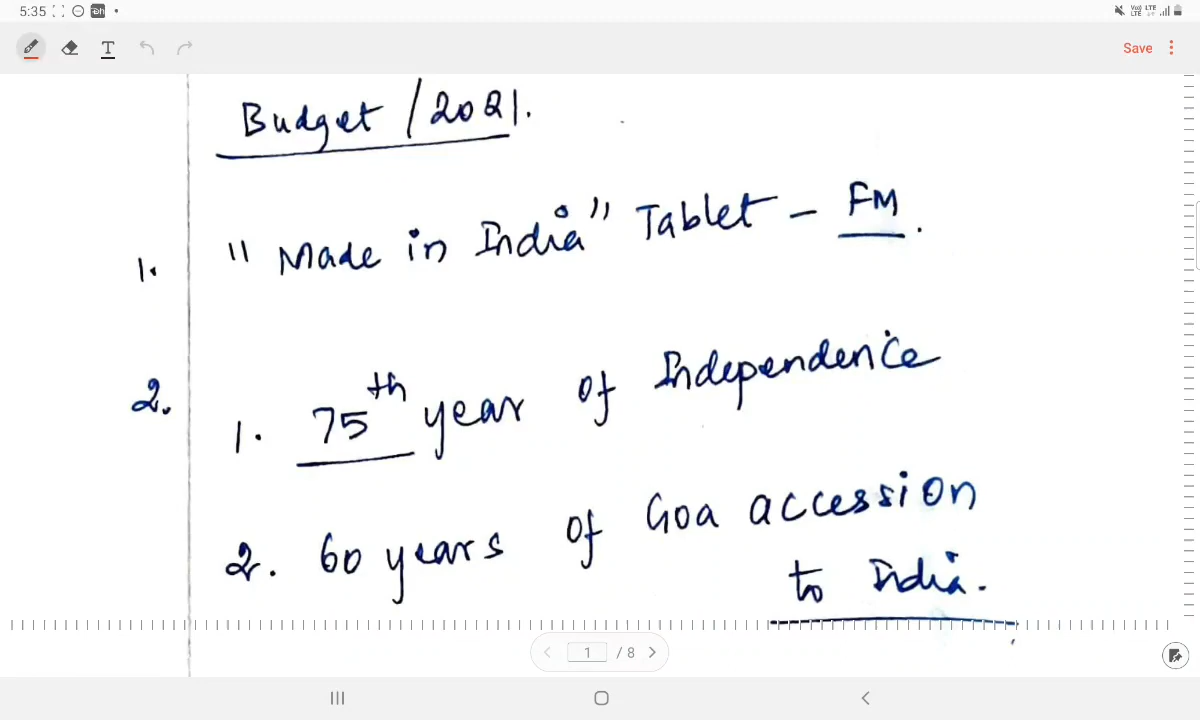 5:35
Save
Budget / 2021.
1. "Made in India" Tablet - FM.
2. 1. 75th year of Independence
2. 60 years of Goa accession
to India.
1 / 8